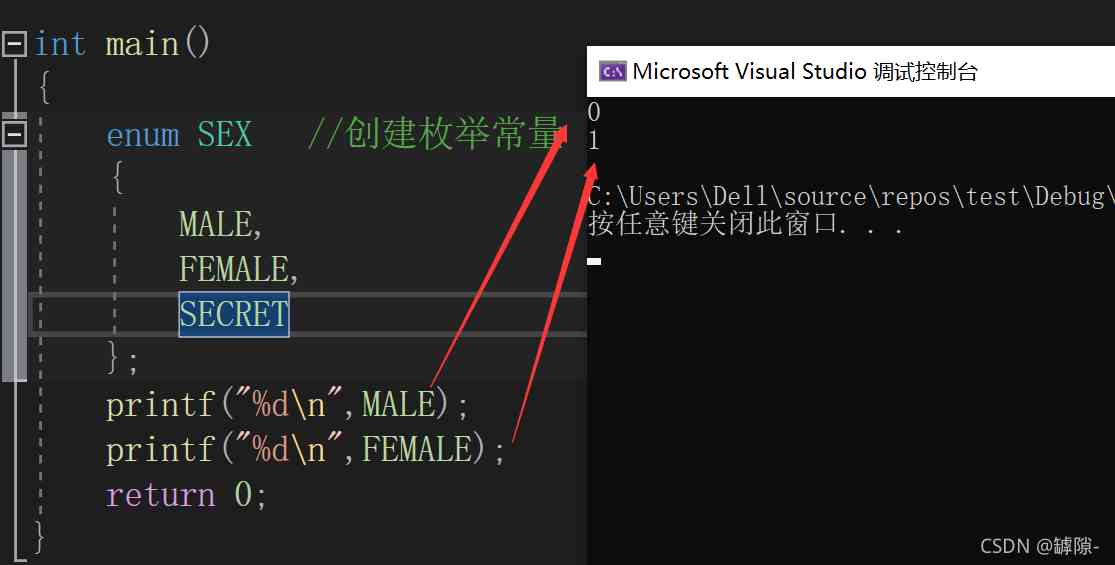 int main()
{
enum SEX //创建枚举常量
{
MALE,
FEMALE,
SECRET
};
printf("%d\n",MALE);
printf("%d\n",FEMALE);
return 0;
}
C:\ Microsoft Visual Studio 调试控制台
0
1
C:\Users\Dell\source\repos\test\Debug\
按任意键关闭此窗口. . .
CSDN @罅隙-